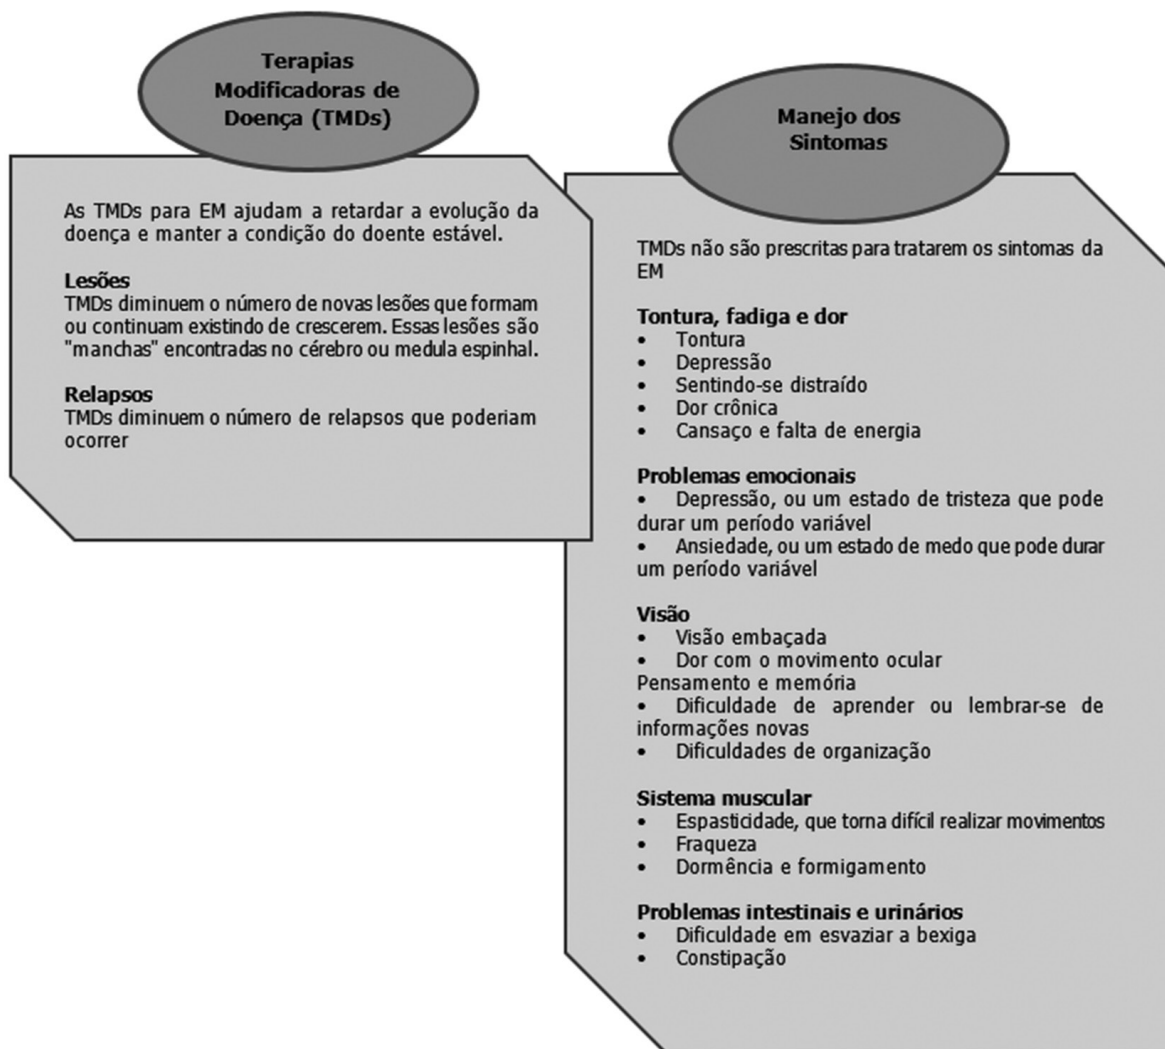 Terapias
Modificadoras de
Doença (TMDs)
As TMDs para EM ajudam a retardar a evolução da
doença e manter a condição do doente estável.
Lesões
TMDs diminuem o número de novas lesões que formam
ou continuam existindo de crescerem. Essas lesões são
"manchas" encontradas no cérebro ou medula espinhal.
Relapsos
TMDs diminuem o número de relapsos que poderiam
ocorrer
Manejo dos
Sintomas
TMDs não são prescritas para tratarem os sintomas da
EM
Tontura, fadiga e dor
• Tontura
• Depressão
• Sentindo-se distraído
• Dor crônica
• Cansaço e falta de energia
Problemas emocionais
• Depressão, ou um estado de tristeza que pode
durar um período variável
• Ansiedade, ou um estado de medo que pode durar
um período variável
Visão
• Visão embaçada
• Dor com o movimento ocular
Pensamento e memória
• Dificuldade de aprender ou lembrar-se de
informações novas
• Dificuldades de organização
Sistema muscular
• Espasticidade, que torna difícil realizar movimentos
• Fraqueza
• Dormência e formigamento
Problemas intestinais e urinários
• Dificuldade em esvaziar a bexiga
• Constipação